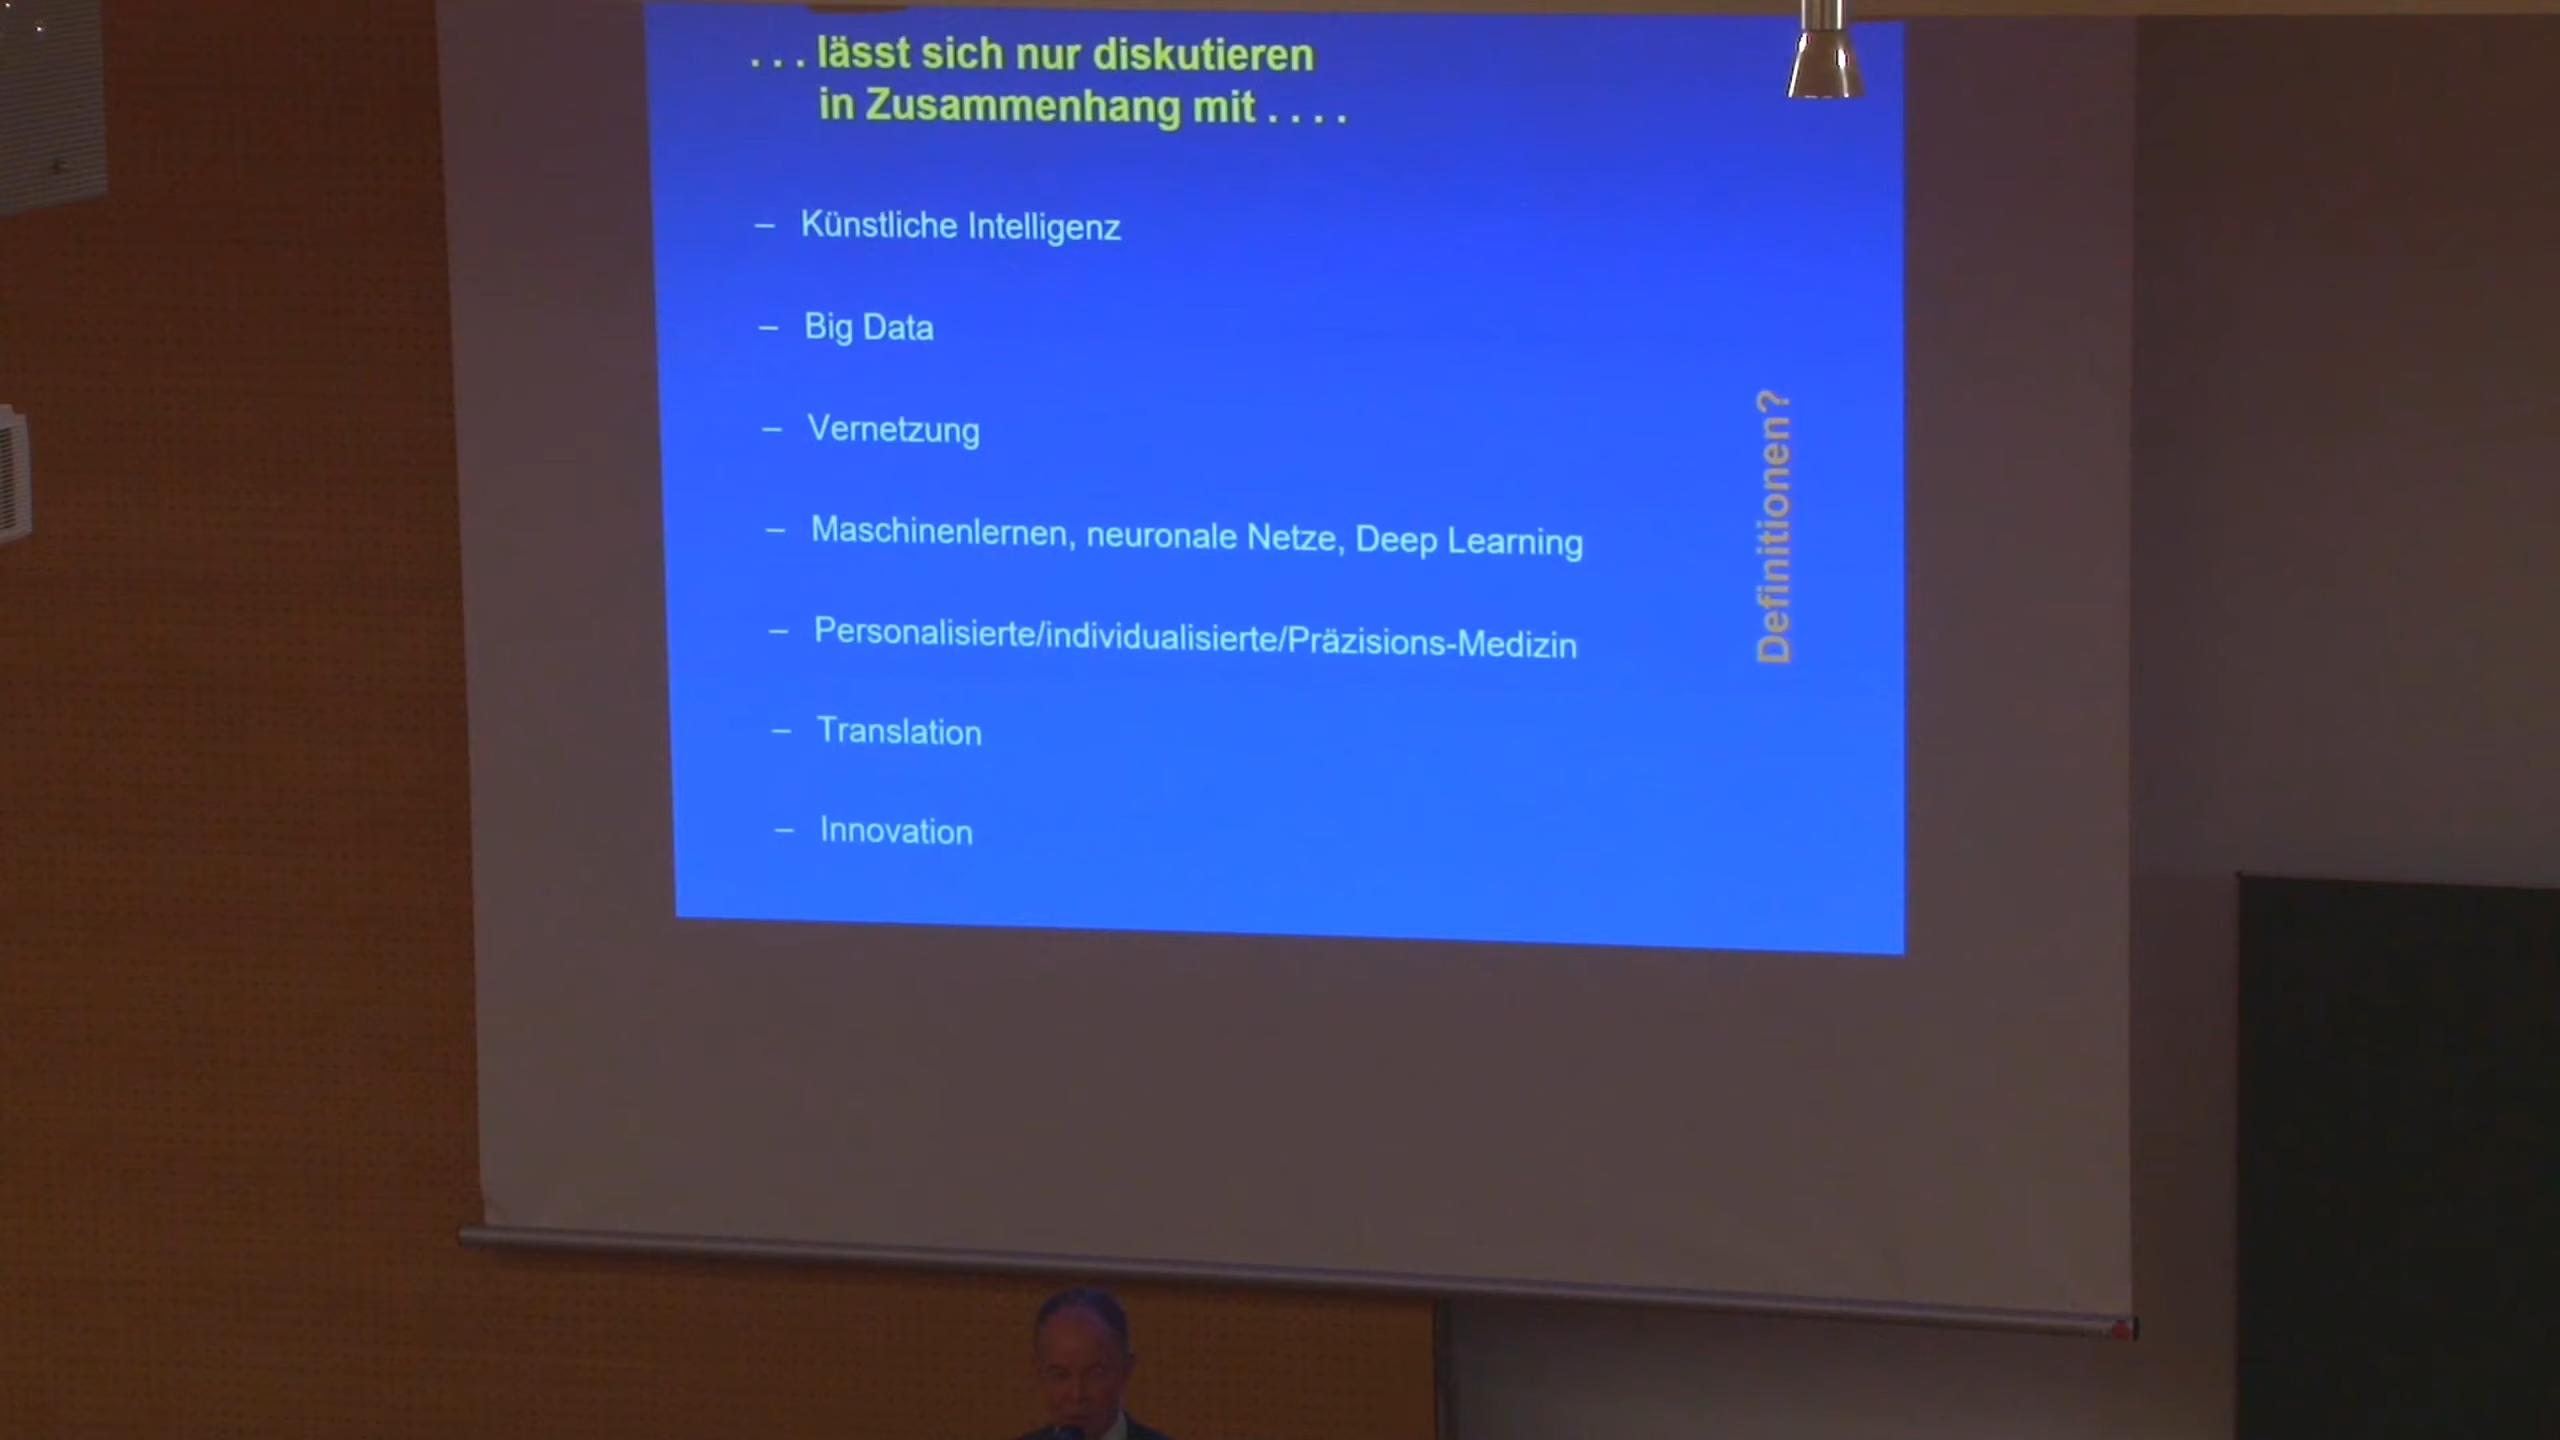 . . . lässt sich nur diskutieren
in Zusammenhang mit . . . .
– Künstliche Intelligenz
– Big Data
– Vernetzung
– Maschinenlernen, neuronale Netze, Deep Learning
– Personalisierte/individualisierte/Präzisions-Medizin
– Translation
– Innovation
Definitionen?